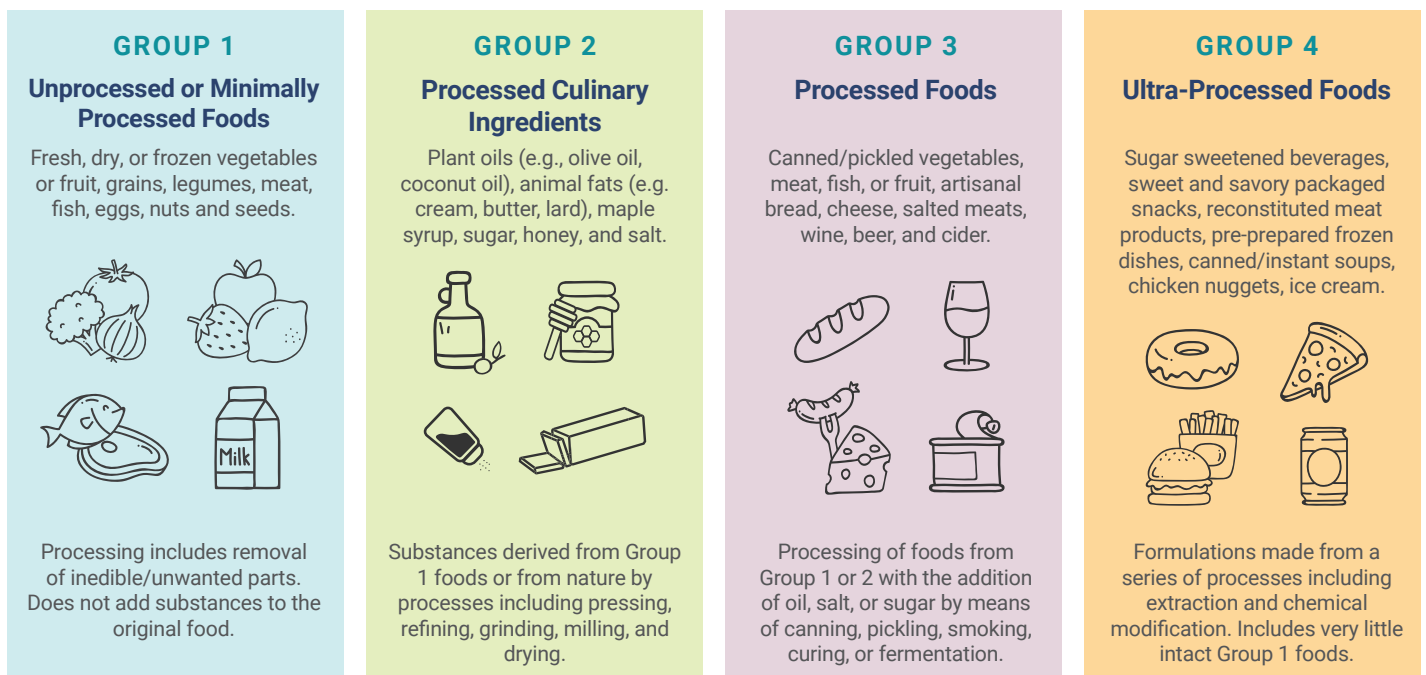 GROUP 1
Unprocessed or Minimally
Processed Foods
Fresh, dry, or frozen vegetables
or fruit, grains, legumes, meat,
fish, eggs, nuts and seeds.
Milk
Processing includes removal
of inedible/unwanted parts.
Does not add substances to the
original food.
GROUP 2
Processed Culinary
Ingredients
Plant oils (e.g., olive oil,
coconut oil), animal fats (e.g.
cream, butter, lard), maple
syrup, sugar, honey, and salt.
Substances derived from Group
1 foods or from nature by
processes including pressing,
refining, grinding, milling, and
drying.
GROUP 3
Processed Foods
Canned/pickled vegetables,
meat, fish, or fruit, artisanal
bread, cheese, salted meats,
wine, beer, and cider.
Processing of foods from
Group 1 or 2 with the addition
of oil, salt, or sugar by means
of canning, pickling, smoking,
curing, or fermentation.
GROUP 4
Ultra-Processed Foods
Sugar sweetened beverages,
sweet and savory packaged
snacks, reconstituted meat
products, pre-prepared frozen
dishes, canned/instant soups,
chicken nuggets, ice cream.
Formulations made from a
series of processes including
extraction and chemical
modification. Includes very little
intact Group 1 foods.